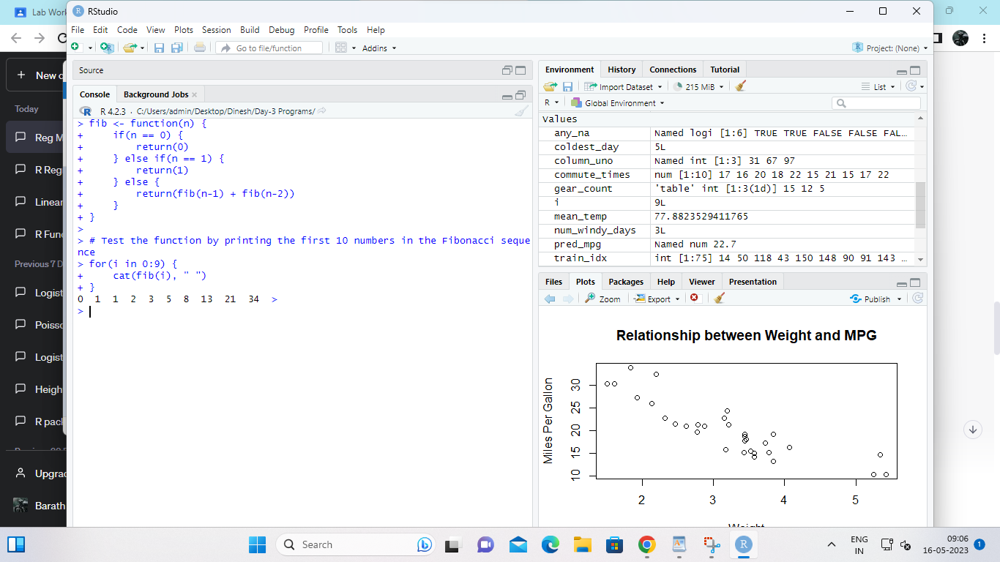 Lab Work
RStudio
File Edit Code View Plots Session Build Debug Profile Tools Help
Go to file/function
Addins
Project: (None)
New c
Today
Reg M
R Reg
Linear
R Fun
Previous 7 D
Logist
Poisso
Logist
Heigh
R pack
Upgra
Barath
Source
Console Background Jobs
R 4.2.3 · C:/Users/admin/Desktop/Dinesh/Day-3 Programs/
> fib <- function(n) {
+     if(n == 0) {
+         return(0)
+     } else if(n == 1) {
+         return(1)
+     } else {
+         return(fib(n-1) + fib(n-2))
+     }
+ }
>
> # Test the function by printing the first 10 numbers in the Fibonacci seque
nce
> for(i in 0:9) {
+     cat(fib(i), " ")
+ }
0  1  1  2  3  5  8  13  21  34  >
>
Environment History Connections Tutorial
Import Dataset 215 MiB List
R Global Environment
Values
any_na Named logi [1:6] TRUE TRUE FALSE FALSE FAL…
coldest_day 5L
column_uno Named int [1:3] 31 67 97
commute_times num [1:10] 17 16 20 18 22 15 21 15 17 22
gear_count 'table' int [1:3(1d)] 15 12 5
i 9L
mean_temp 77.8823529411765
num_windy_days 3L
pred_mpg Named num 22.7
train_idx int [1:75] 14 50 118 43 150 148 90 91 143 …
Files Plots Packages Help Viewer Presentation
Zoom Export Publish
Relationship between Weight and MPG
Miles Per Gallon
30
25
20
15
10
2 3 4 5
Weight
Search
ENG
IN
09:06
16-05-2023
1